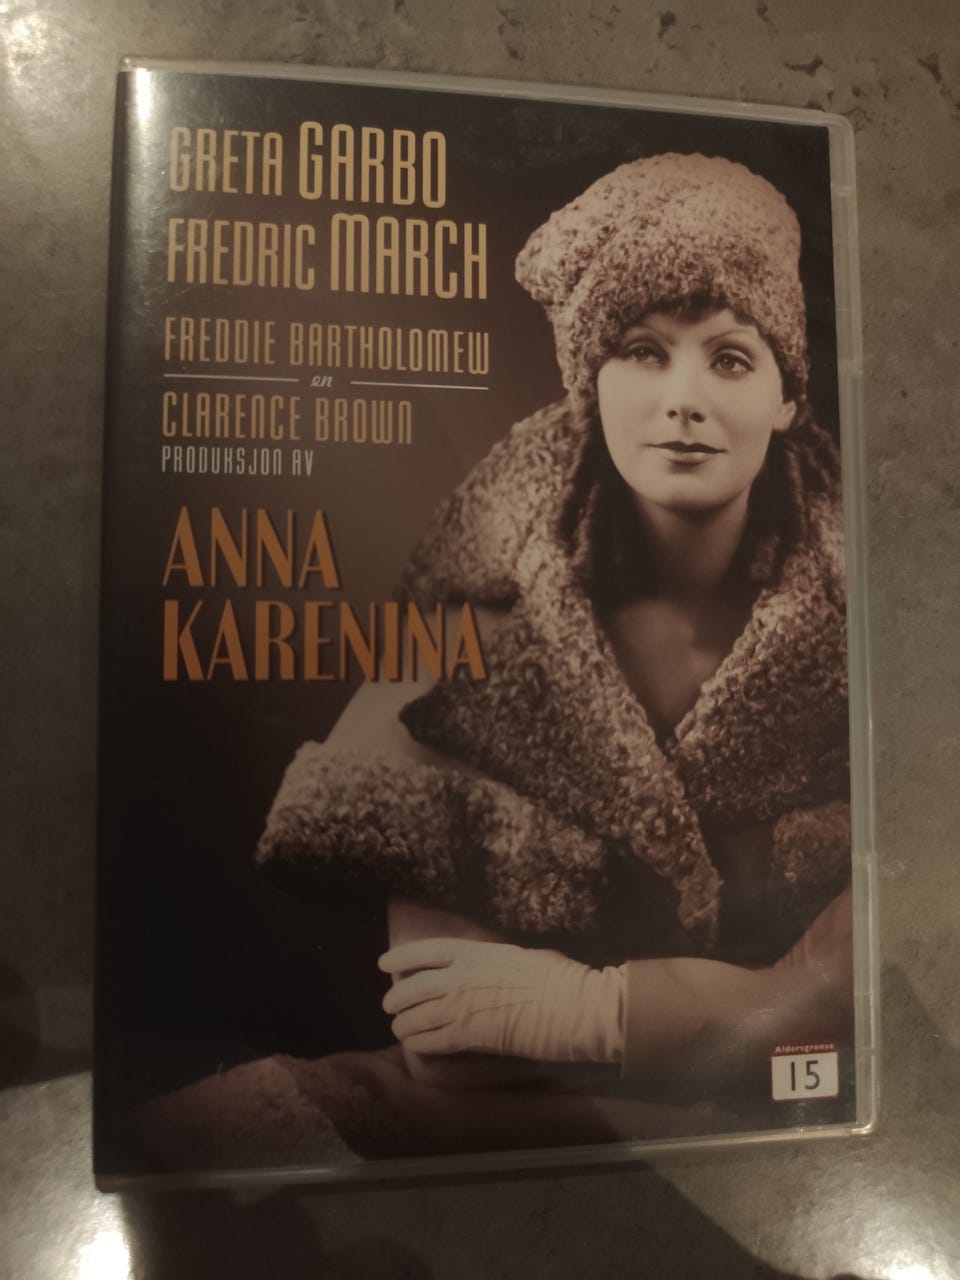 GRETA GARBO
FREDRIC MARCH
FREDDIE BARTHOLOMEW
en
CLARENCE BROWN
PRODUKSJON AV
ANNA
KARENINA
Aldersgrense
15